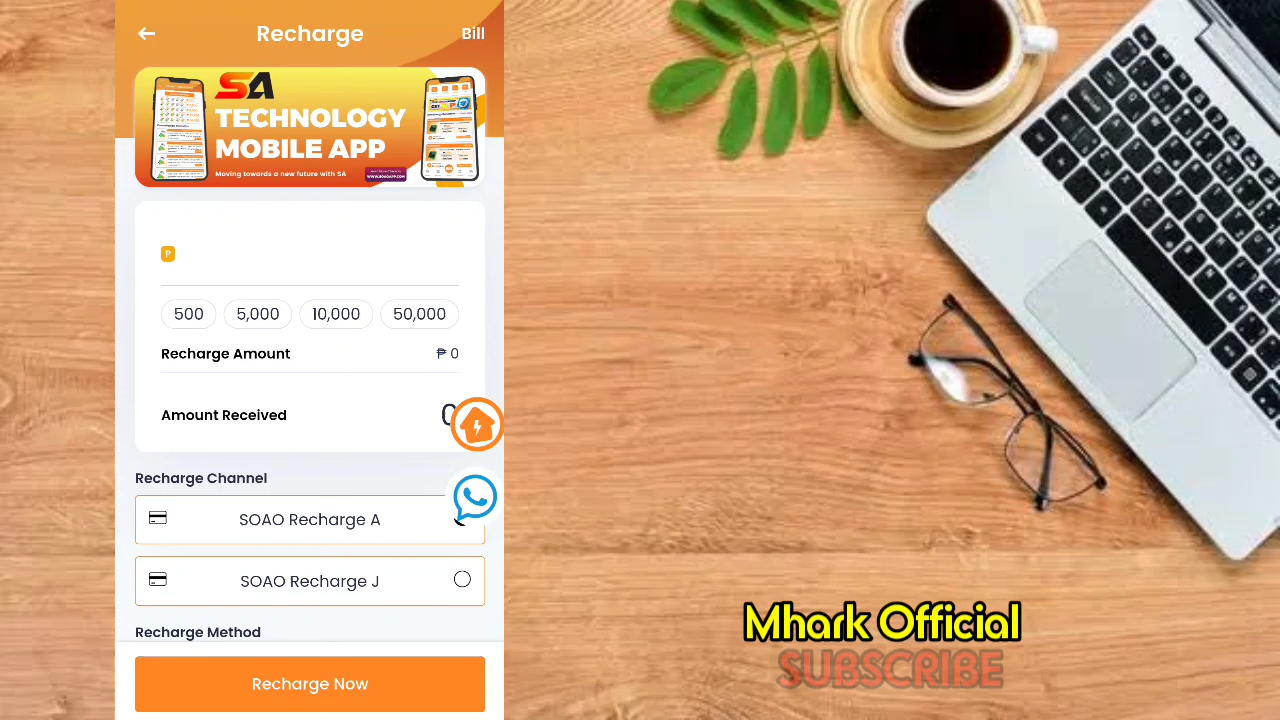 Recharge
Bill
SA
TECHNOLOGY
MOBILE APP
Moving towards a new future with SA
P
500
5,000
10,000
50,000
Recharge Amount
₱ 0
Amount Received
0
Recharge Channel
SOAO Recharge A
SOAO Recharge J
Recharge Method
Recharge Now
Mhark Official
SUBSCRIBE